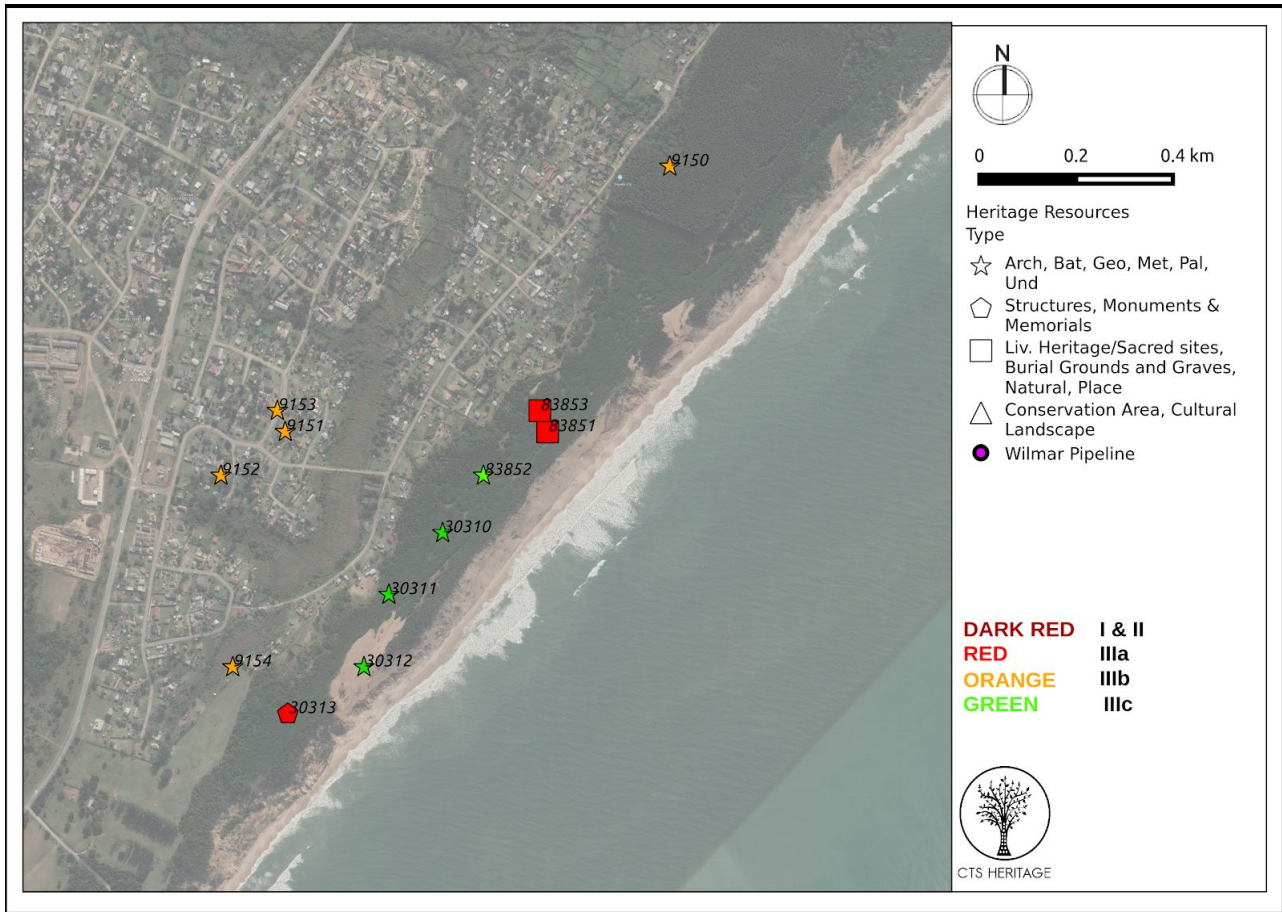 9150
83853
83851
9153
9151
9152
83852
30310
30311
30312
9154
30313
N
0 0.2 0.4 km
Heritage Resources
Type
Arch, Bat, Geo, Met, Pal,
Und
Structures, Monuments &
Memorials
Liv. Heritage/Sacred sites,
Burial Grounds and Graves,
Natural, Place
Conservation Area, Cultural
Landscape
Wilmar Pipeline
DARK RED I & II
RED IIIa
ORANGE IIIb
GREEN IIIc
CTS HERITAGE